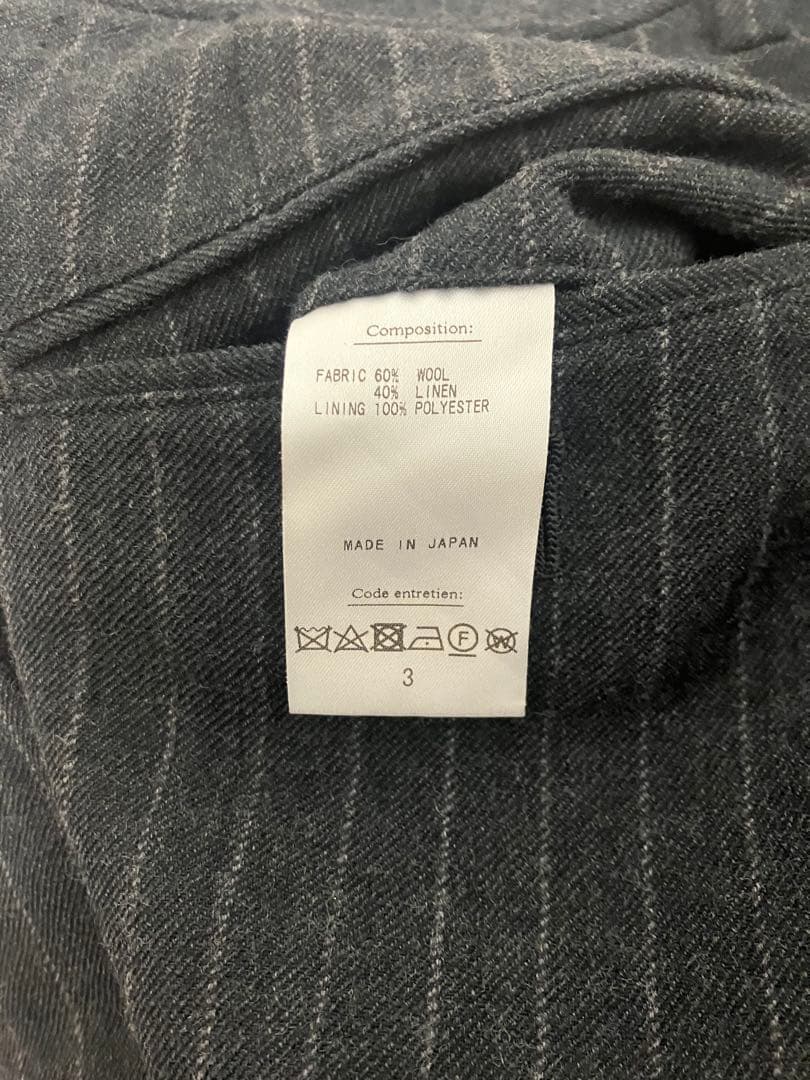 Composition:
FABRIC 60% WOOL
40% LINEN
LINING 100% POLYESTER
MADE IN JAPAN
Code entretien:
F W
3